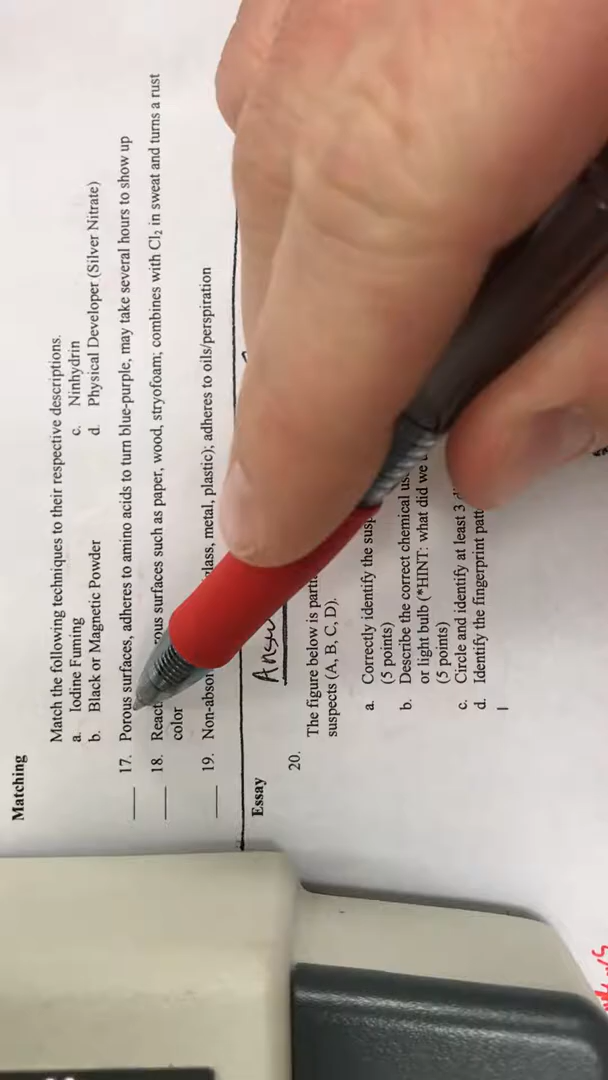 Matching
Match the following techniques to their respective descriptions.
a. Iodine Fuming c. Ninhydrin
b. Black or Magnetic Powder d. Physical Developer (Silver Nitrate)
___ 17. Porous surfaces, adheres to amino acids to turn blue-purple, may take several hours to show up
___ 18. React ous surfaces such as paper, wood, stryofoam; combines with Cl₂ in sweat and turns a rust
color
___ 19. Non-absor glass, metal, plastic); adheres to oils/perspiration
Essay
20. The figure below is
suspects (A, B, C, D).
a. Correctly identify the
(5 points)
b. Describe the correct chemical
or light bulb (*HINT: what did we
(5 points)
c. Circle and identify at least 3
d. Identify the fingerprint